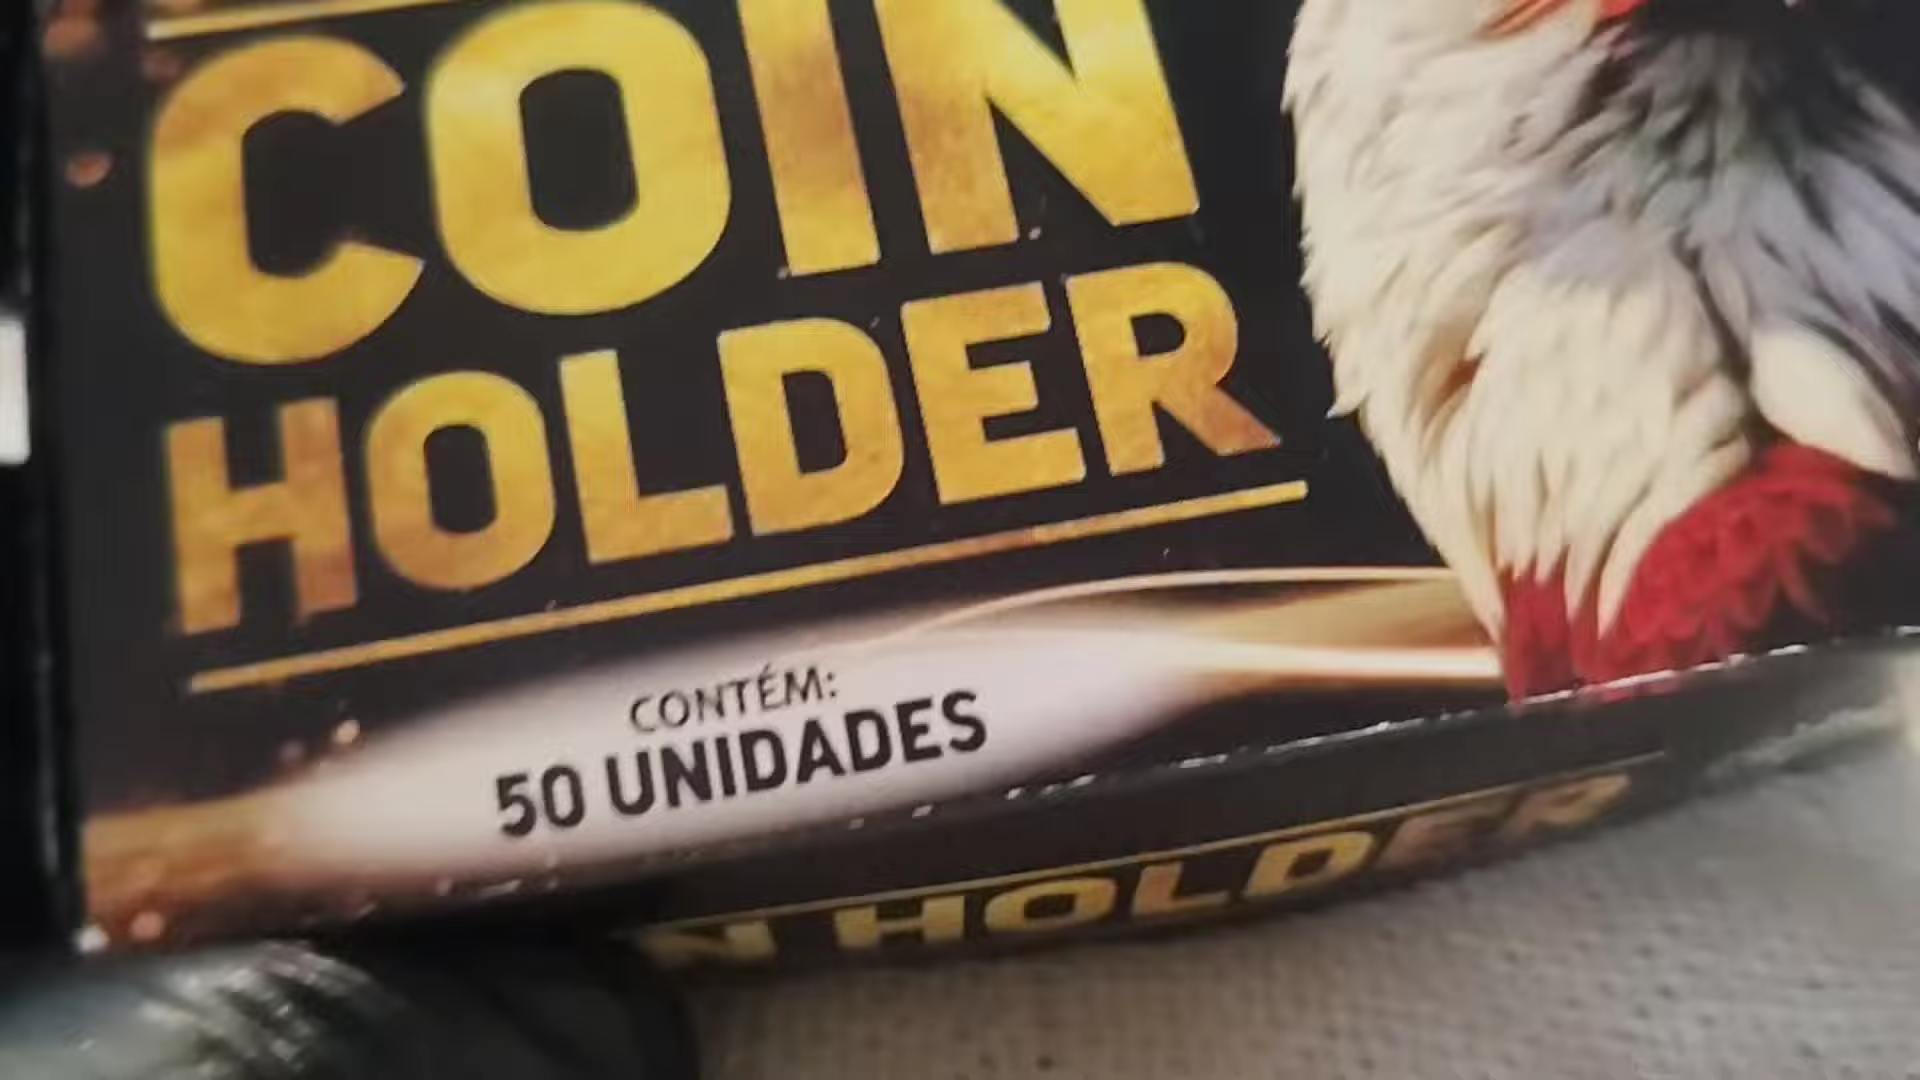 COIN
HOLDER
CONTÉM:
50 UNIDADES
N HOLDER